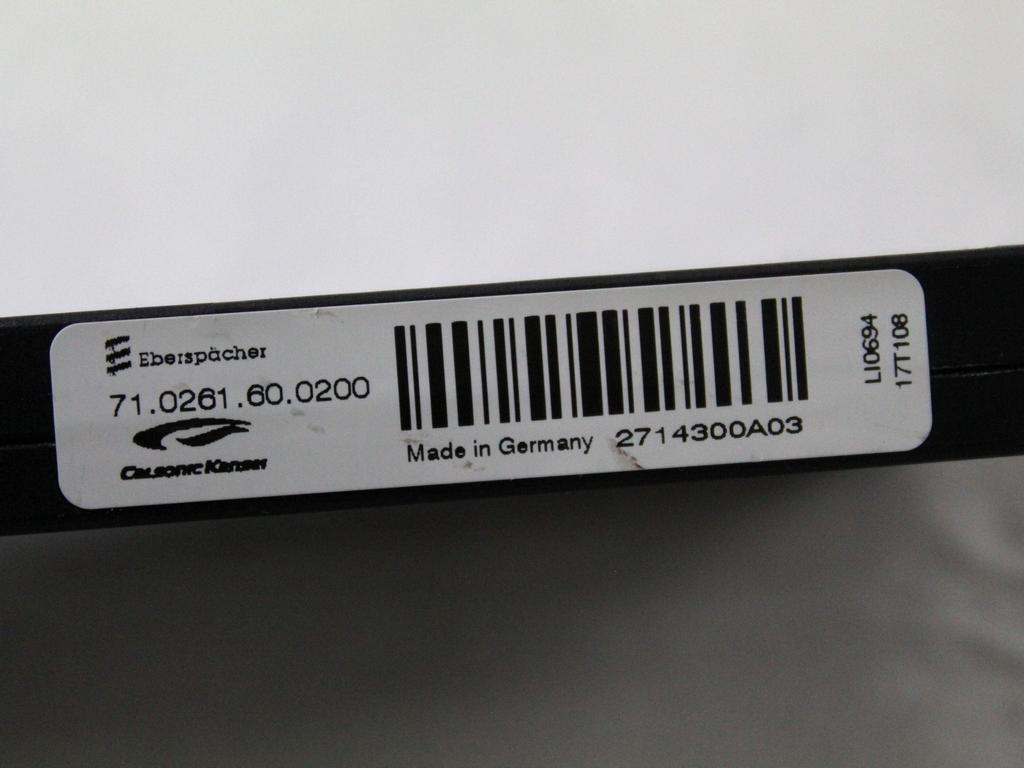 Eberspächer
71.0261.60.0200
Calsonic Kansei
Made in Germany 2714300A03
LI0694
17T108